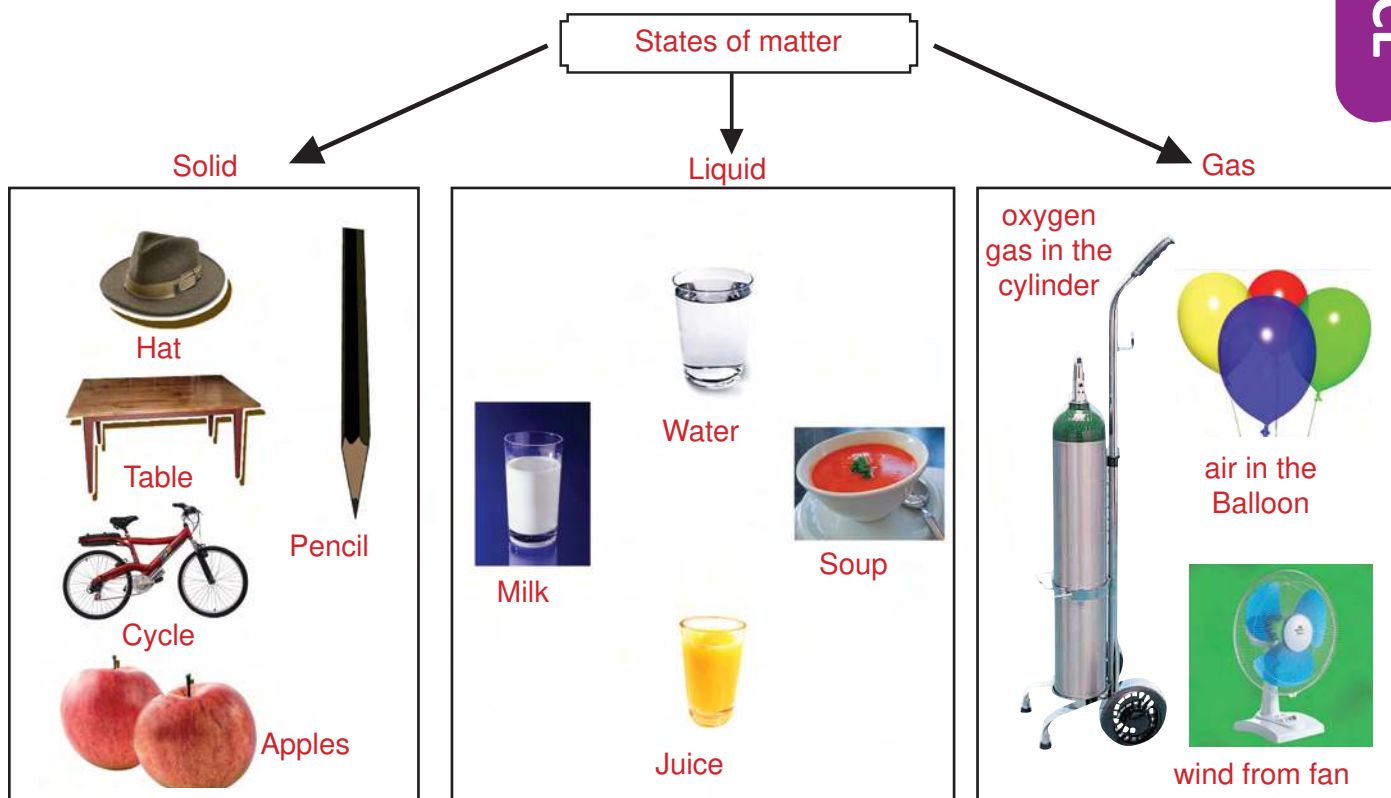 CE
States of matter
Solid
Liquid
Gas
Hat
Table
Pencil
Cycle
Apples
Water
Milk
Soup
Juice
oxygen
gas in the
cylinder
air in the
Balloon
wind from fan